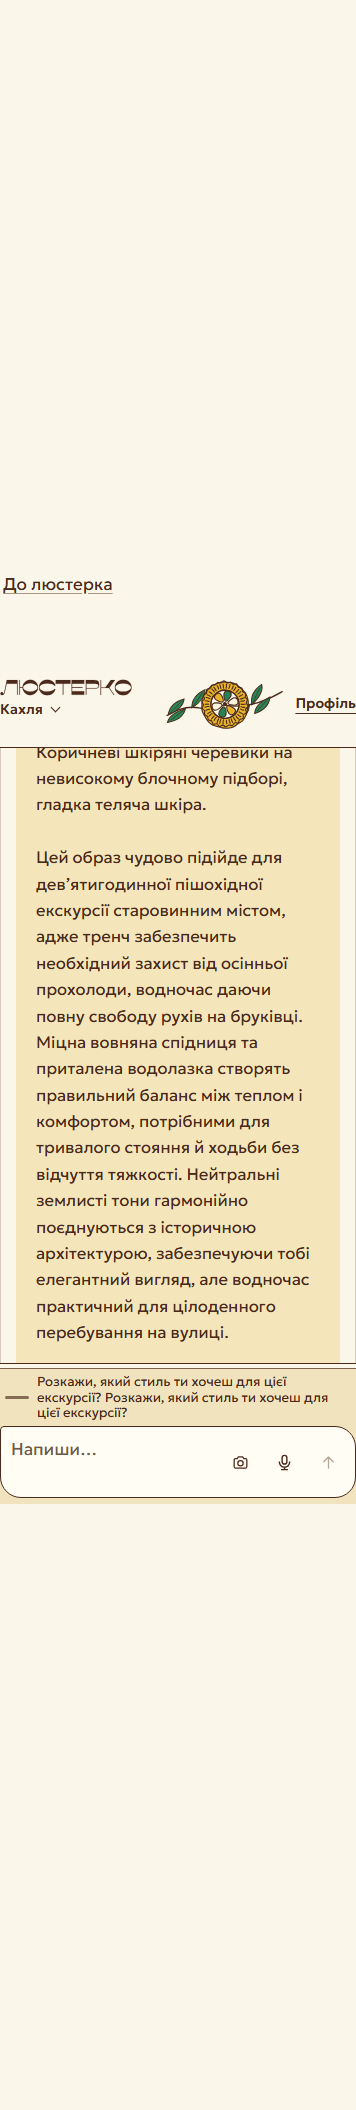 До люстерка
ЛЮСТЕРКО
Кахля
Профіль
Коричневі шкіряні черевики на
невисокому блочному підборі,
гладка теляча шкіра.
Цей образ чудово підійде для
дев’ятигодинної пішохідної
екскурсії старовинним містом,
адже тренч забезпечить
необхідний захист від осінньої
прохолоди, водночас даючи
повну свободу рухів на бруківці.
Міцна вовняна спідниця та
приталена водолазка створять
правильний баланс між теплом і
комфортом, потрібними для
тривалого стояння й ходьби без
відчуття тяжкості. Нейтральні
землисті тони гармонійно
поєднуються з історичною
архітектурою, забезпечуючи тобі
елегантний вигляд, але водночас
практичний для цілоденного
перебування на вулиці.
Розкажи, який стиль ти хочеш для цієї
екскурсії? Розкажи, який стиль ти хочеш для
цієї екскурсії?
Напиши...